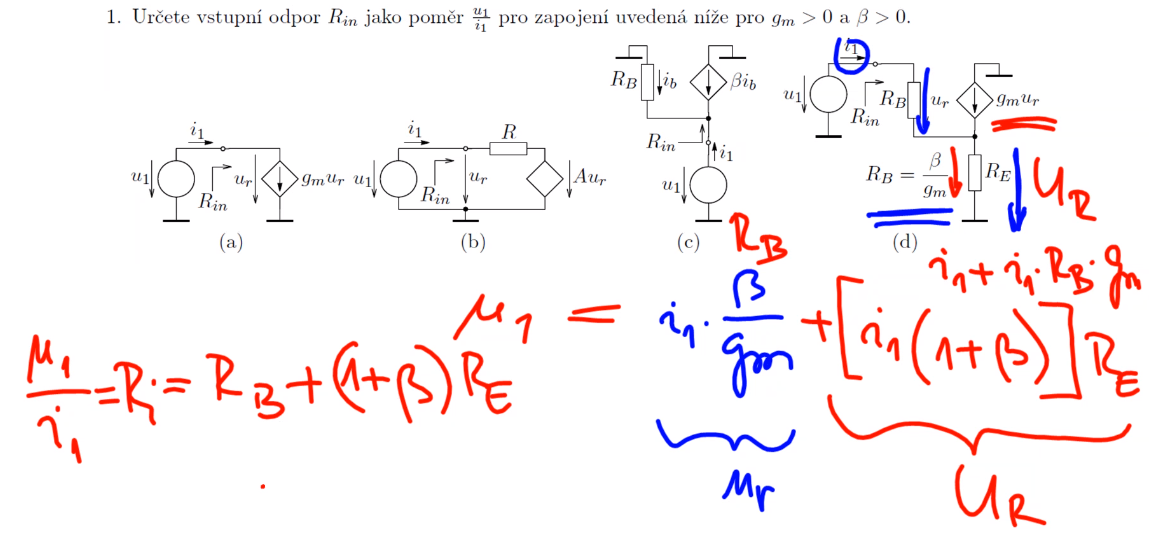 1. Určete vstupní odpor R_in jako poměr u_1/i_1 pro zapojení uvedená níže pro g_m > 0 a β > 0.
i_1
u_1
R_in
u_r
g_m u_r
(a)
i_1
R
u_1
R_in
u_r
Au_r
(b)
R_B
i_b
βi_b
R_in
i_1
u_1
(c)
i_1
u_1
R_in
R_B
u_r
g_m u_r
R_B = β/g_m
R_E
u_R
(d)
R_B
i_1 + i_1 · R_B · g_m
u_1 = i_1 · β/g_m + [i_1(1+β)] R_E
u_1/i_1 = R_i = R_B + (1+β) R_E
u_r
u_R